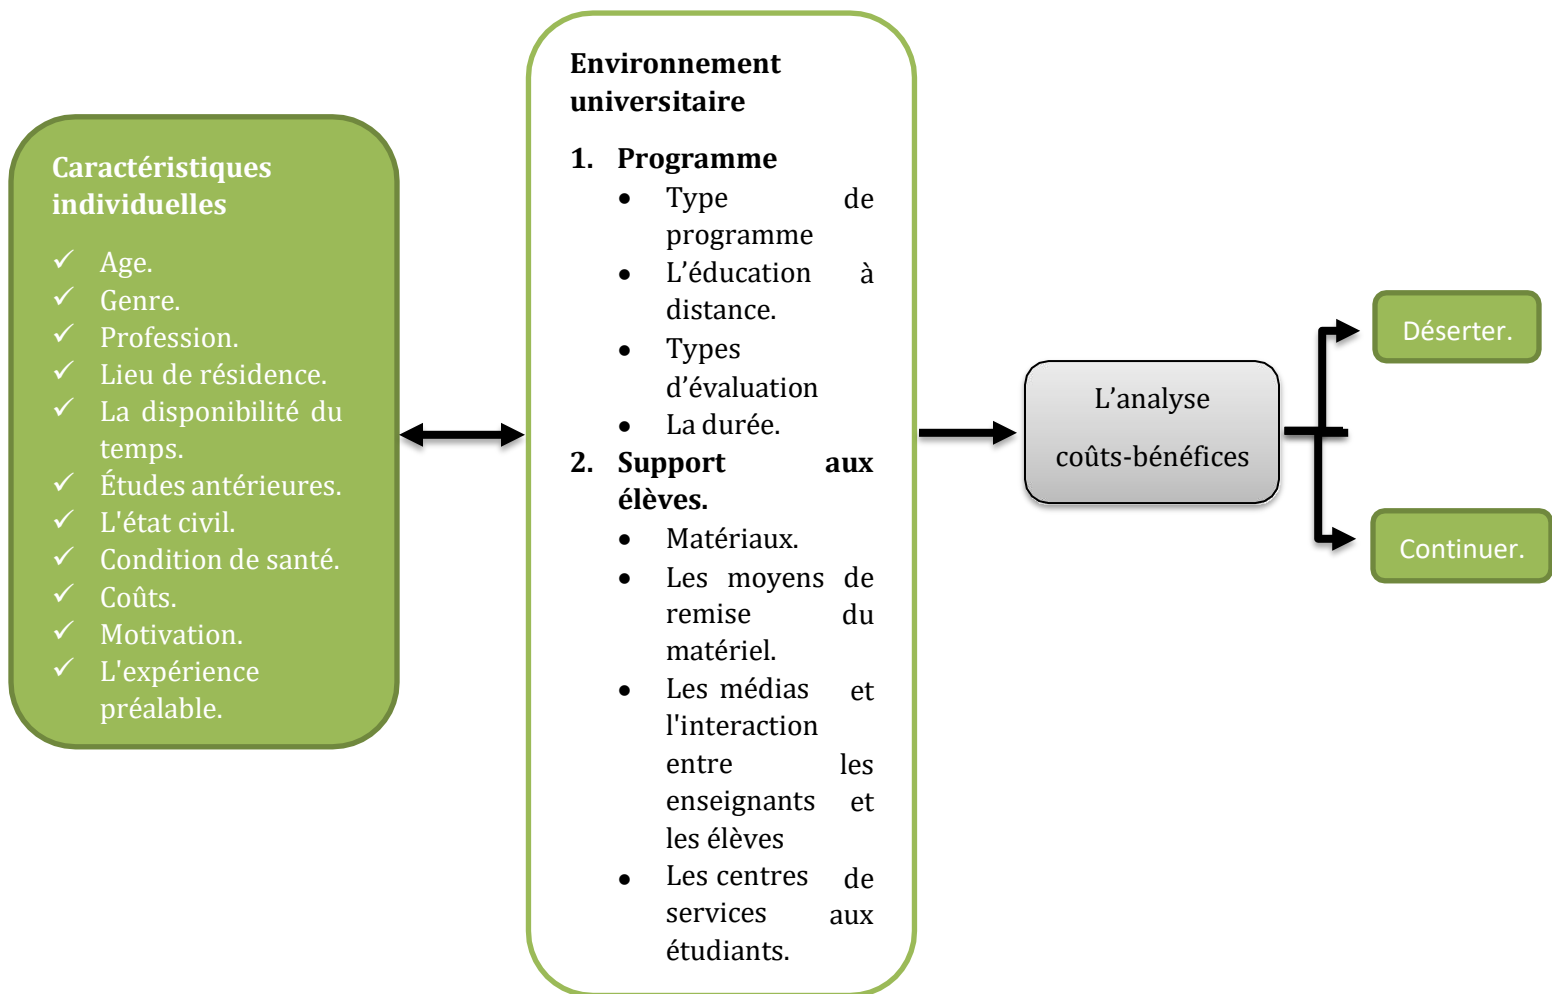 Caractéristiques
individuelles
✓ Age.
✓ Genre.
✓ Profession.
✓ Lieu de résidence.
✓ La disponibilité du
temps.
✓ Études antérieures.
✓ L'état civil.
✓ Condition de santé.
✓ Coûts.
✓ Motivation.
✓ L'expérience
préalable.
Environnement
universitaire
1. Programme
• Type de
programme
• L’éducation à
distance.
• Types
d’évaluation
• La durée.
2. Support aux
élèves.
• Matériaux.
• Les moyens de
remise du
matériel.
• Les médias et
l'interaction
entre les
enseignants et
les élèves
• Les centres de
services aux
étudiants.
L’analyse
coûts-bénéfices
Déserter.
Continuer.